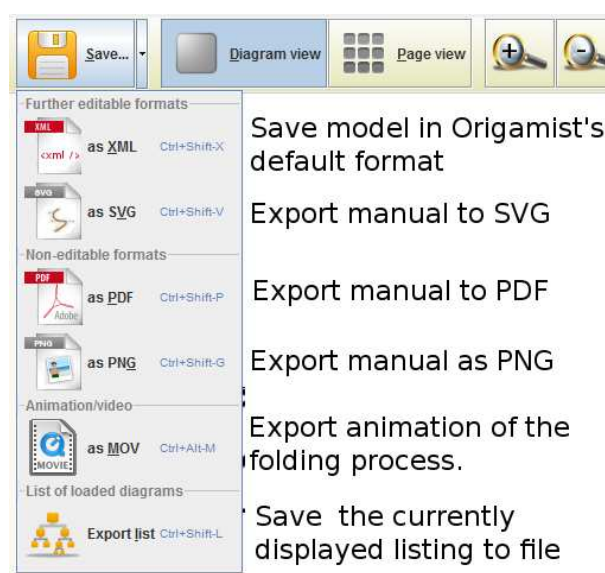 Save... Diagram view Page view
Further editable formats
XML
<xml /> as XML Ctrl+Shift-X Save model in Origamist's
default format
SVG
as SVG Ctrl+Shift-V Export manual to SVG
Non-editable formats
PDF
as PDF Ctrl+Shift-P Export manual to PDF
Adobe
PNG
as PNG Ctrl+Shift-G Export manual as PNG
Animation/video
Export animation of the
as MOV Ctrl+Alt-M
MOVIE folding process.
List of loaded diagrams
Save the currently
Export list Ctrl+Shift-L
displayed listing to file